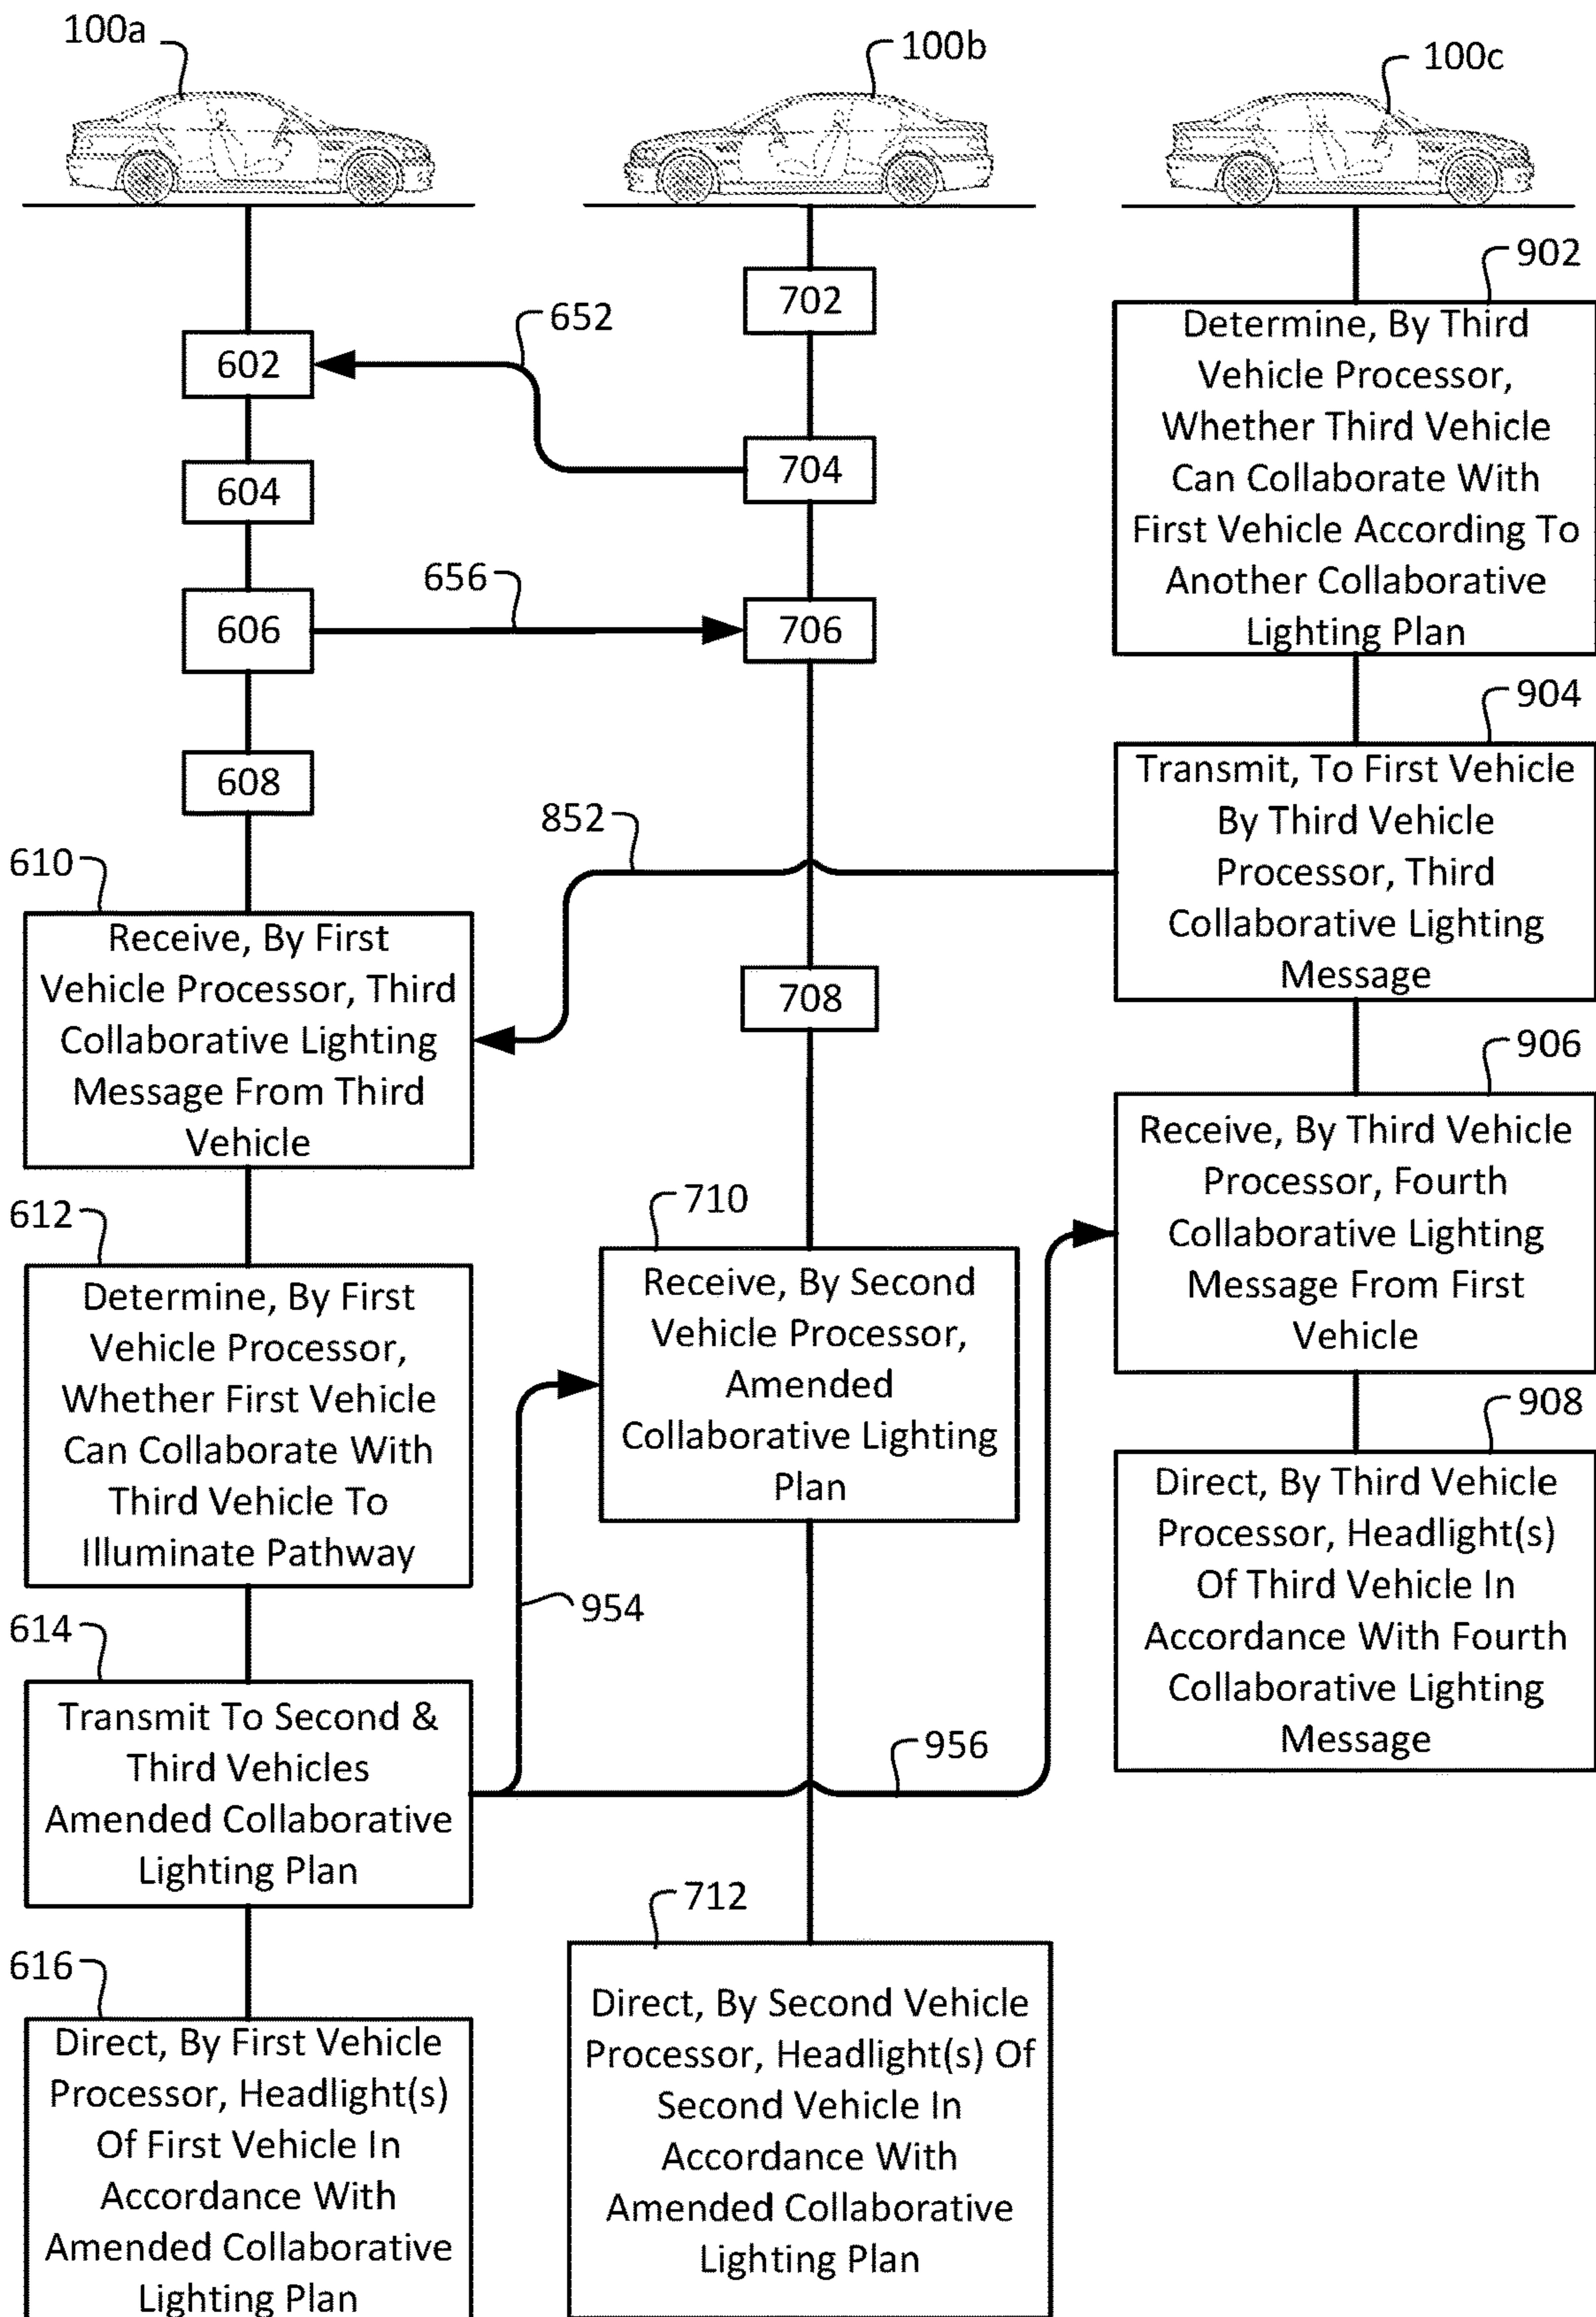 100a
100b
100c
902
702
Determine, By Third
Vehicle Processor,
Whether Third Vehicle
Can Collaborate With
First Vehicle According To
Another Collaborative
Lighting Plan
652
602
704
604
656
606
706
904
608
Transmit, To First Vehicle
By Third Vehicle
Processor, Third
Collaborative Lighting
Message
852
610
Receive, By First
Vehicle Processor, Third
Collaborative Lighting
Message From Third
Vehicle
708
906
Receive, By Third Vehicle
Processor, Fourth
Collaborative Lighting
Message From First
Vehicle
710
612
Receive, By Second
Vehicle Processor,
Amended
Collaborative Lighting
Plan
Determine, By First
Vehicle Processor,
Whether First Vehicle
Can Collaborate With
Third Vehicle To
Illuminate Pathway
908
Direct, By Third Vehicle
Processor, Headlight(s)
Of Third Vehicle In
Accordance With Fourth
Collaborative Lighting
Message
954
614
Transmit To Second &
Third Vehicles
Amended Collaborative
Lighting Plan
956
712
Direct, By Second Vehicle
Processor, Headlight(s) Of
Second Vehicle In
Accordance With
Amended Collaborative
Lighting Plan
616
Direct, By First Vehicle
Processor, Headlight(s)
Of First Vehicle In
Accordance With
Amended Collaborative
Lighting Plan